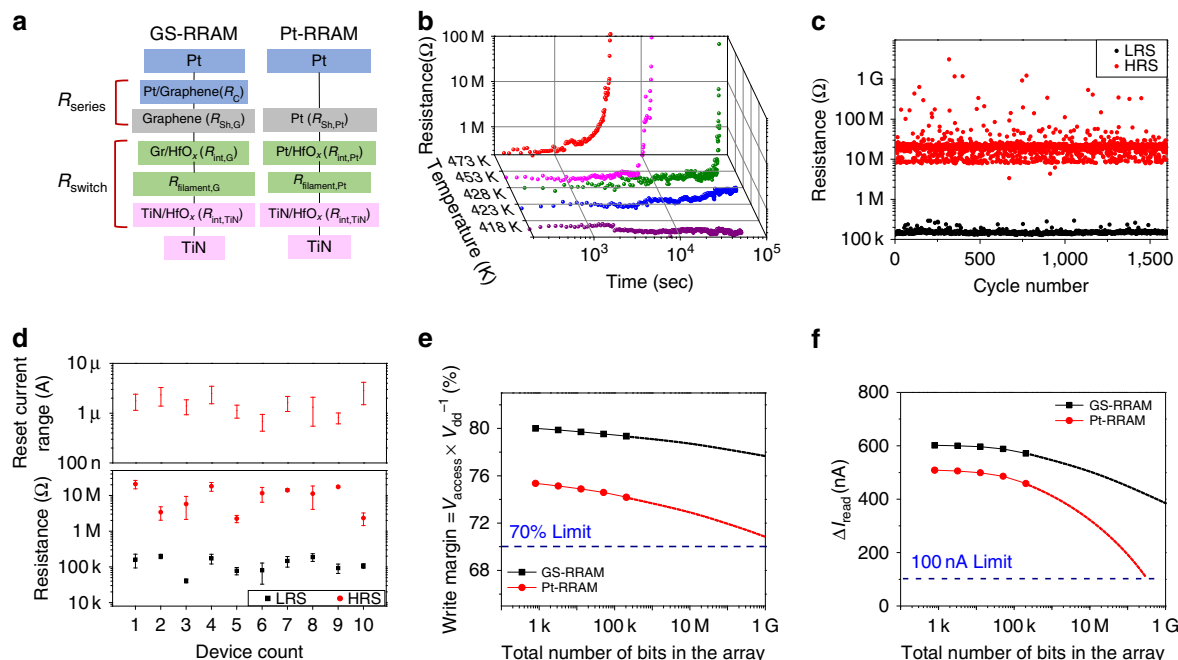 a
GS-RRAM Pt-RRAM
Pt Pt
Pt/Graphene(R_C)
R_series
Graphene (R_Sh,G) Pt (R_Sh,Pt)
Gr/HfO_x (R_int,G) Pt/HfO_x (R_int,Pt)
R_switch
R_filament,G R_filament,Pt
TiN/HfO_x (R_int,TiN) TiN/HfO_x (R_int,TiN)
TiN TiN
b
Resistance(Ω)
100 M
10 M
1 M
473 K
453 K
428 K
423 K
418 K
Temperature (K)
10³ 10⁴ 10⁵
Time (sec)
c
LRS
HRS
Resistance (Ω)
1 G
100 M
10 M
1 M
100 k
0 500 1,000 1,500
Cycle number
d
Reset current
range (A)
10 μ
1 μ
100 n
Resistance (Ω)
10 M
1 M
100 k
10 k
LRS HRS
1 2 3 4 5 6 7 8 9 10
Device count
e
Write margin = V_access × V_dd⁻¹ (%)
80
76
72
68
70% Limit
GS-RRAM
Pt-RRAM
1 k 100 k 10 M 1 G
Total number of bits in the array
f
ΔI_read (nA)
800
600
400
200
0
GS-RRAM
Pt-RRAM
100 nA Limit
1 k 100 k 10 M 1 G
Total number of bits in the array